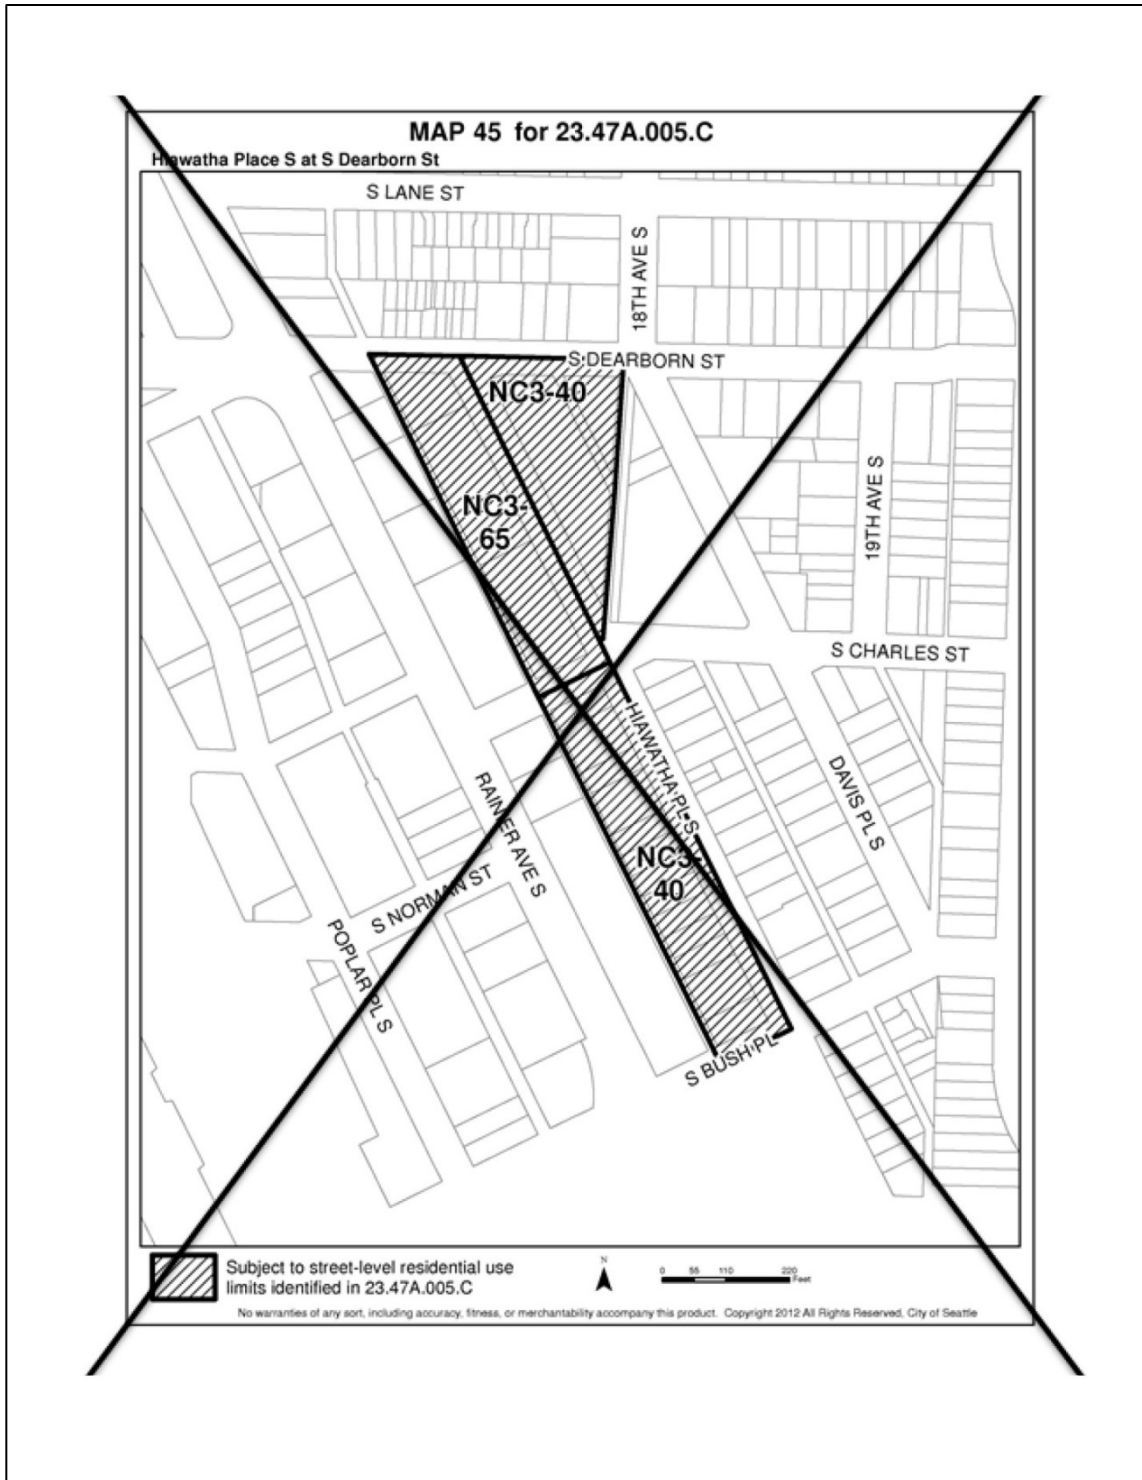 MAP 45 for 23.47A.005.C
Hiawatha Place S at S Dearborn St
S LANE ST
18TH AVE S
S DEARBORN ST
NC3-40
NC3-
65
19TH AVE S
S CHARLES ST
HIAWATHA PL S
DAVIS PL S
RAINIER AVE S
NC3-
40
S NORMAN ST
POPLAR PL S
S BUSH PL
Subject to street-level residential use
limits identified in 23.47A.005.C
N
0 55 110 220
Feet
No warranties of any sort, including accuracy, fitness, or merchantability accompany this product. Copyright 2012 All Rights Reserved, City of Seattle